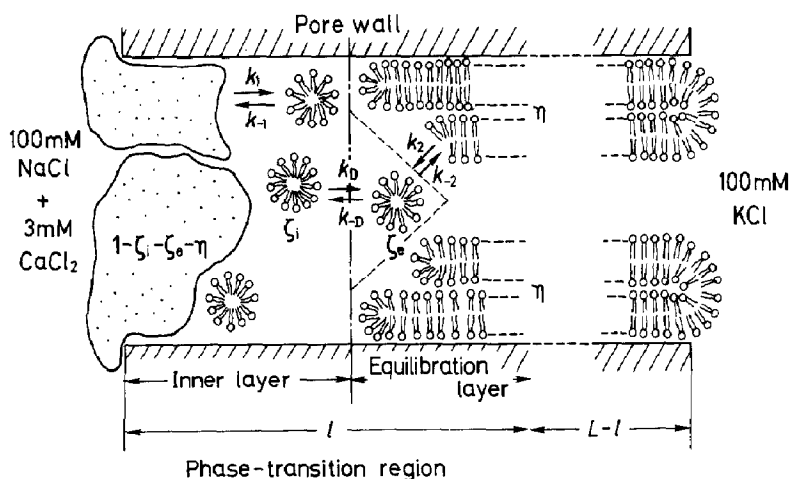 Pore wall
k₁
k₋₁
100mM
NaCl
+
3mM
CaCl₂
1-ζᵢ-ζₑ-η
ζᵢ
k_D
k₋D
ζₑ
k₂
k₋₂
η
η
100mM
KCl
Inner layer
Equilibration
layer
l
L-l
Phase-transition region